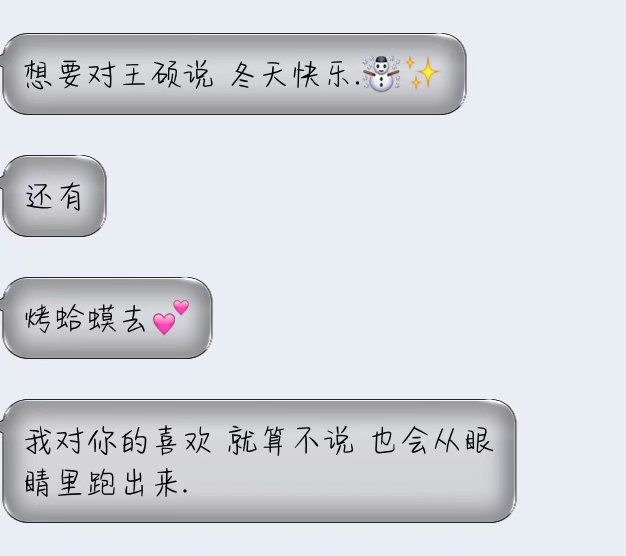 想要对王硕说 冬天快乐.☃️✨
还有
烤蛤蟆去💕
我对你的喜欢 就算不说 也会从眼
睛里跑出来.